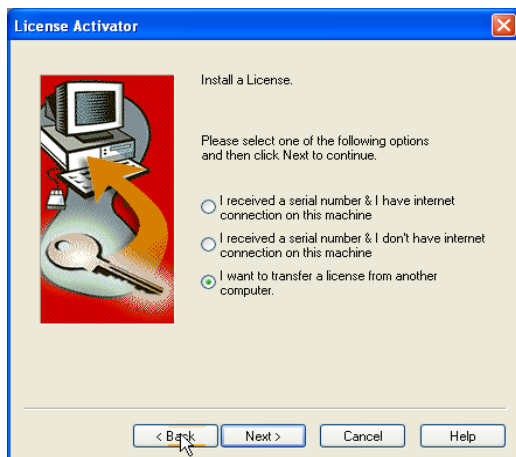 License Activator
Install a License.
Please select one of the following options
and then click Next to continue.
I received a serial number & I have internet
connection on this machine
I received a serial number & I don't have internet
connection on this machine
I want to transfer a license from another
computer.
< Back
Next >
Cancel
Help